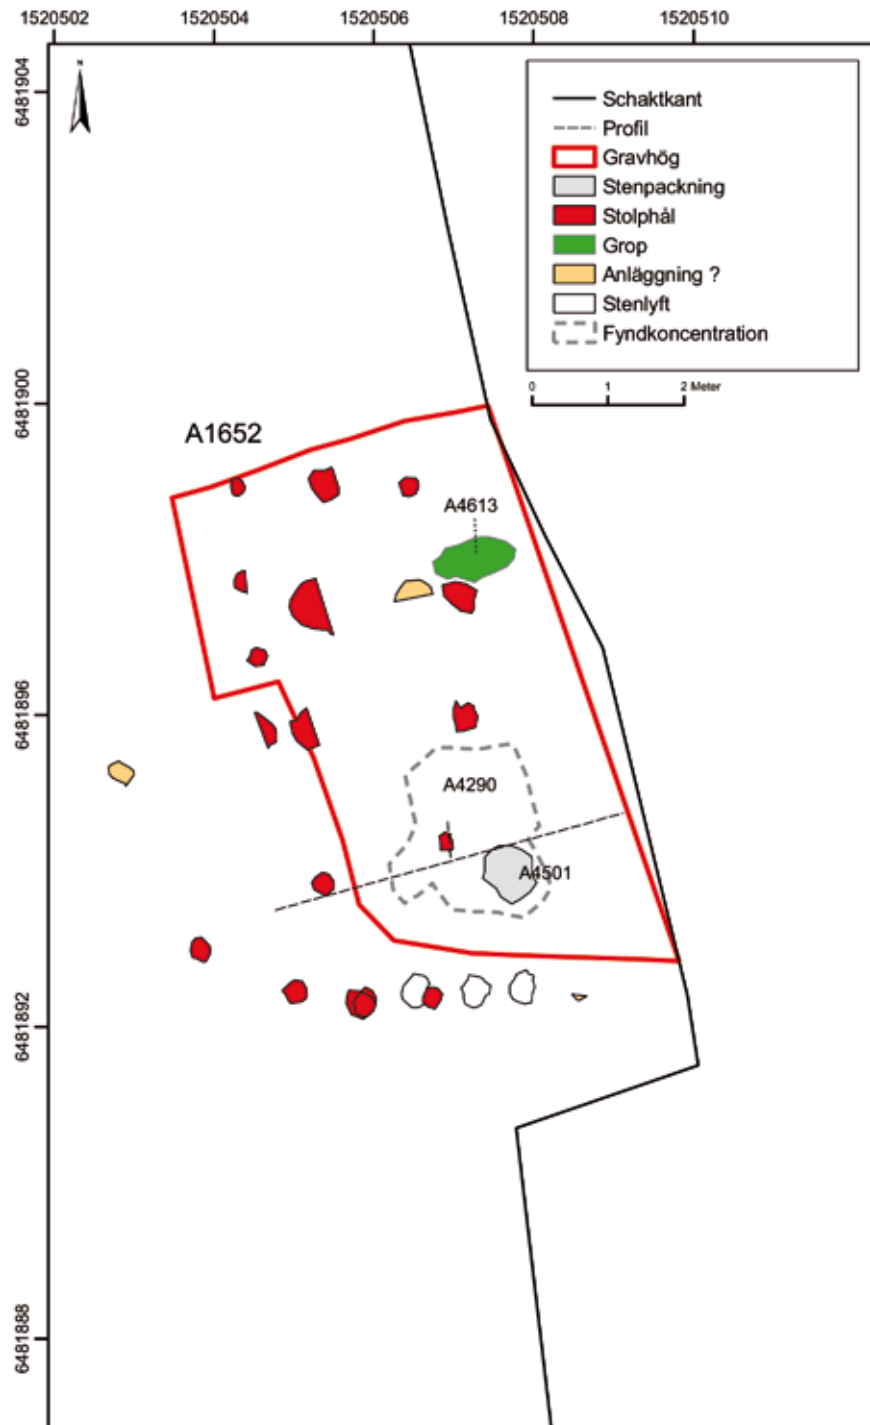 1520502 1520504 1520506 1520508 1520510
6481904
N
Schaktkant
Profil
Gravhög
Stenpackning
Stolphål
Grop
Anläggning ?
Stenlyft
Fyndkoncentration
0 1 2 Meter
6481900
A1652
A4613
6481896
A4290
A4501
6481892
6481888